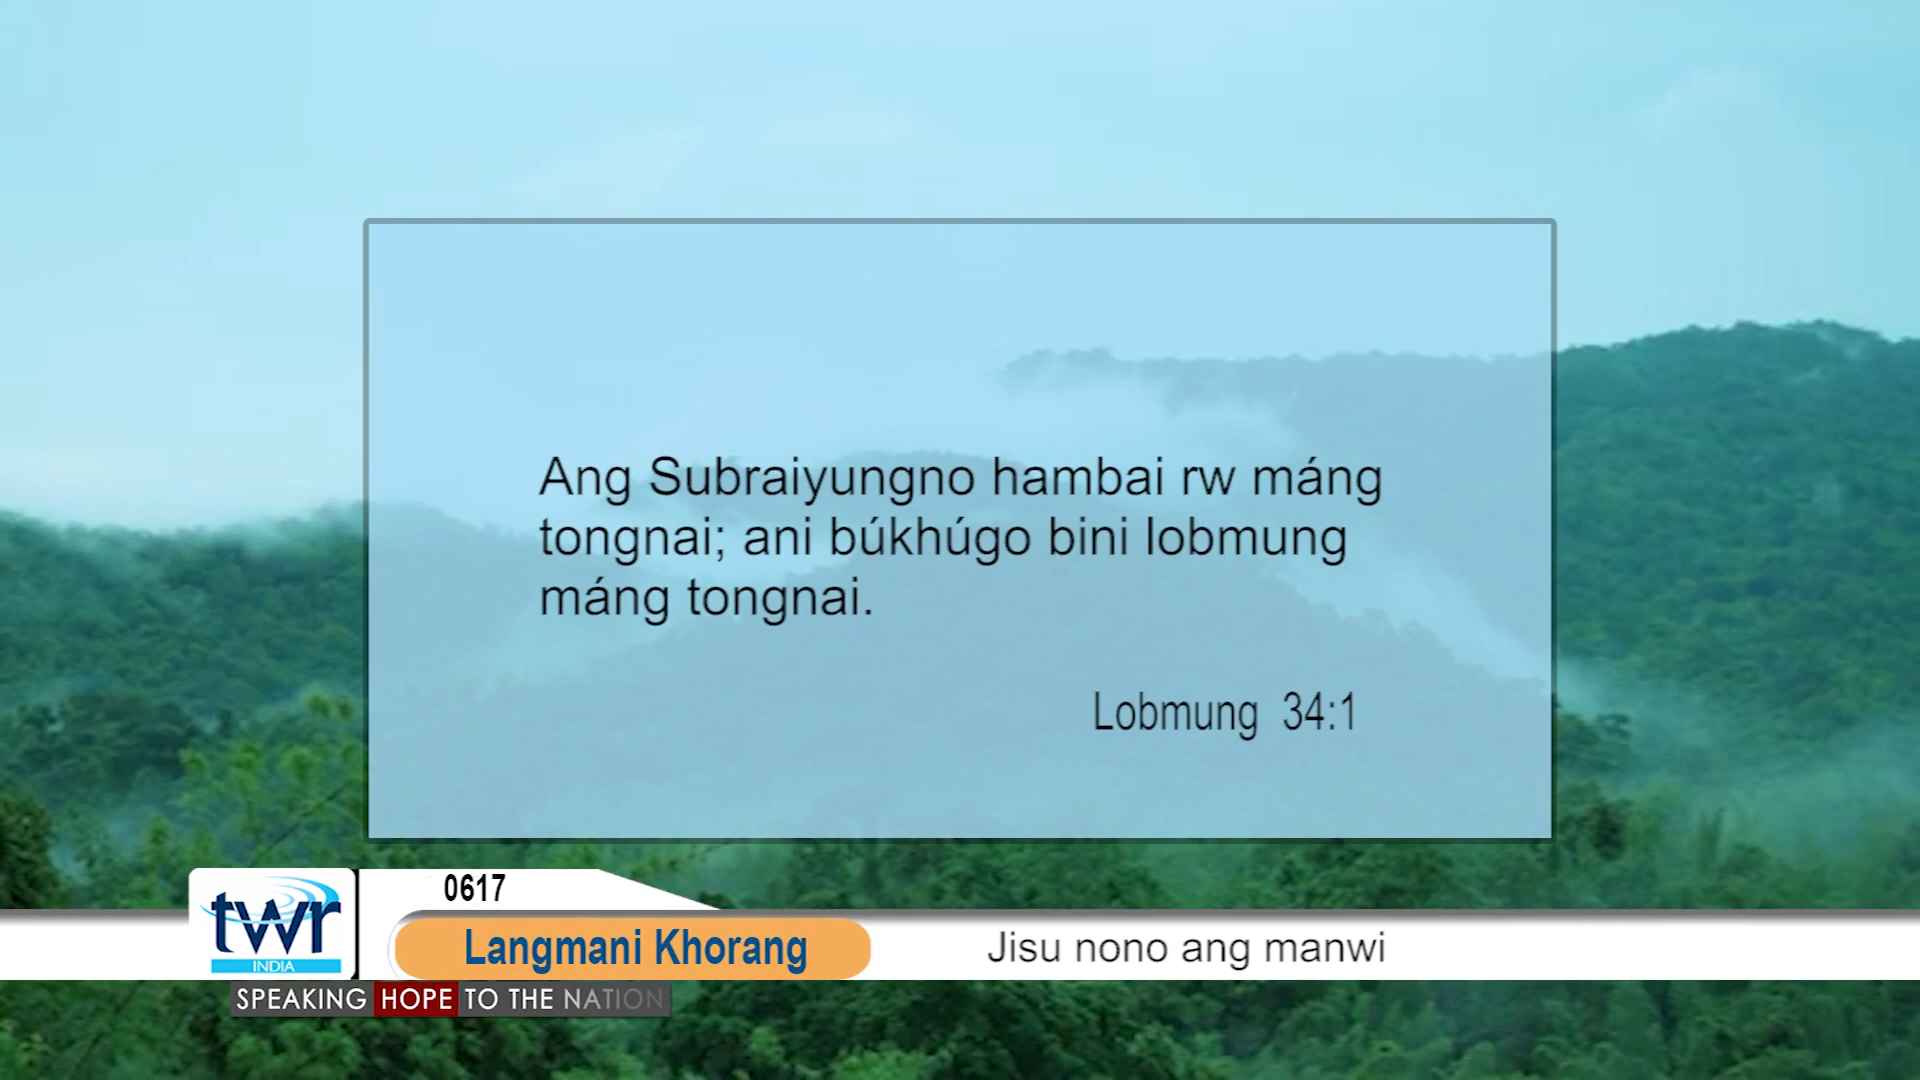 Ang Subraiyungno hambai rw máng
tongnai; ani búkhúgo bini lobmung
máng tongnai.
Lobmung 34:1
0617
twr
INDIA
Langmani Khorang
Jisu nono ang manwi
SPEAKING HOPE TO THE NATION